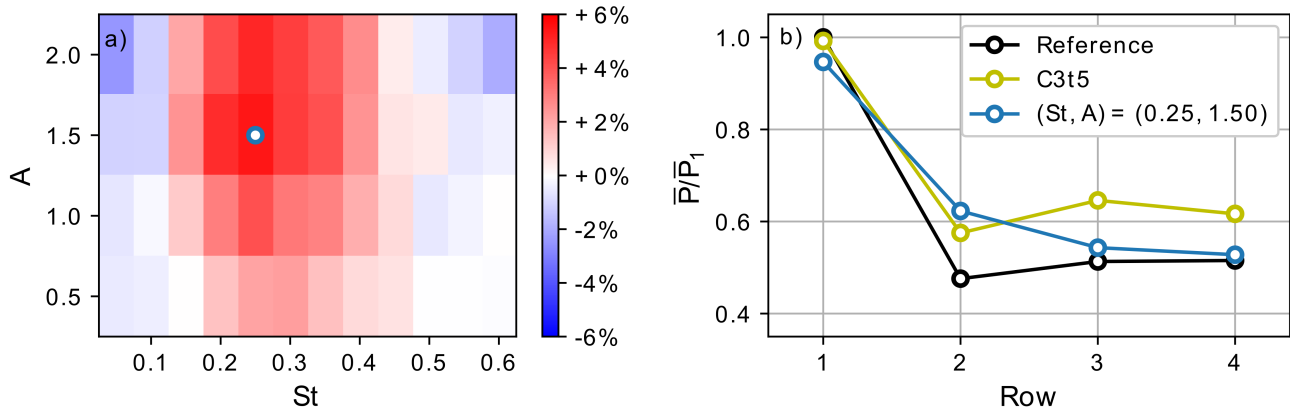 a)
2.0
1.5
1.0
0.5
A
0.1 0.2 0.3 0.4 0.5 0.6
St
+ 6%
+ 4%
+ 2%
+ 0%
-2%
-4%
-6%
b)
1.0
0.8
0.6
0.4
P̅/P̅₁
Reference
C3t5
(St, A) = (0.25, 1.50)
1 2 3 4
Row